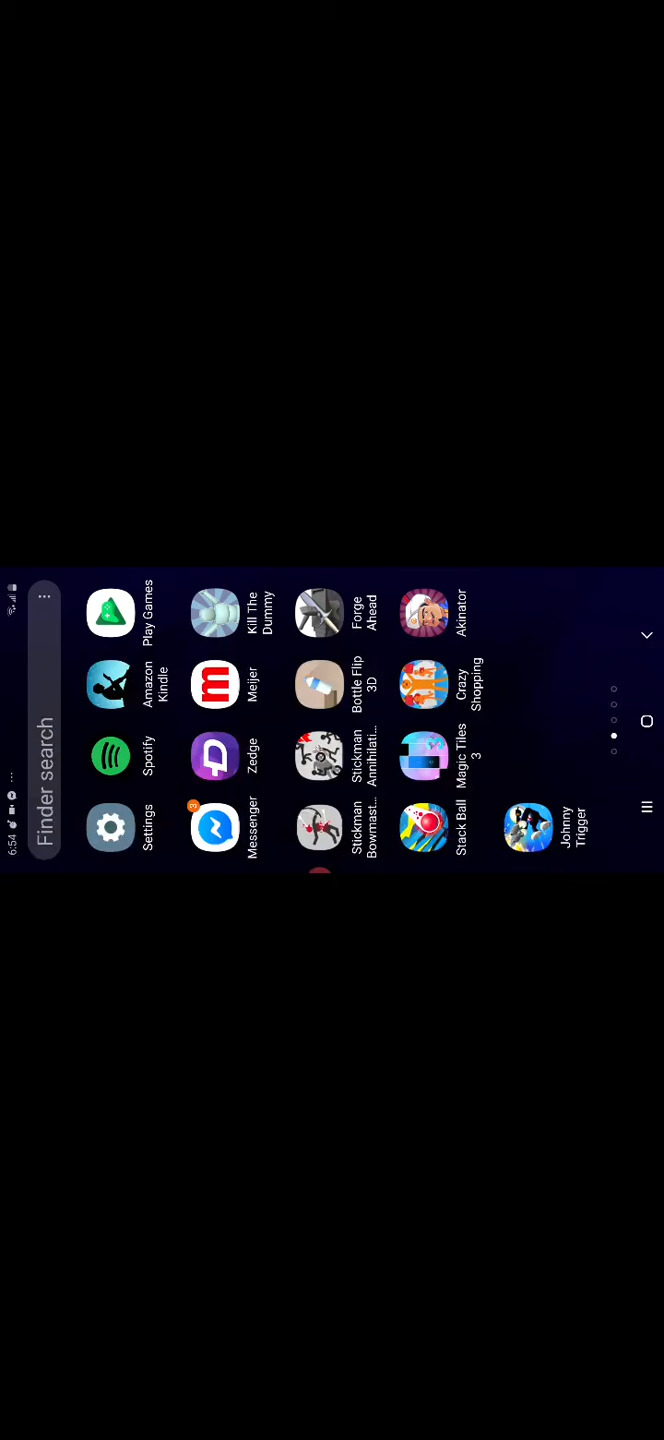 6:54
Finder search
Settings
Spotify
Amazon
Kindle
Play Games
3
Messenger
Zedge
Meijer
Kill The
Dummy
Stickman
Bowmast...
Stickman
Annihilati...
Bottle Flip
3D
Forge
Ahead
Stack Ball
Magic Tiles
3
Crazy
Shopping
Akinator
Johnny
Trigger